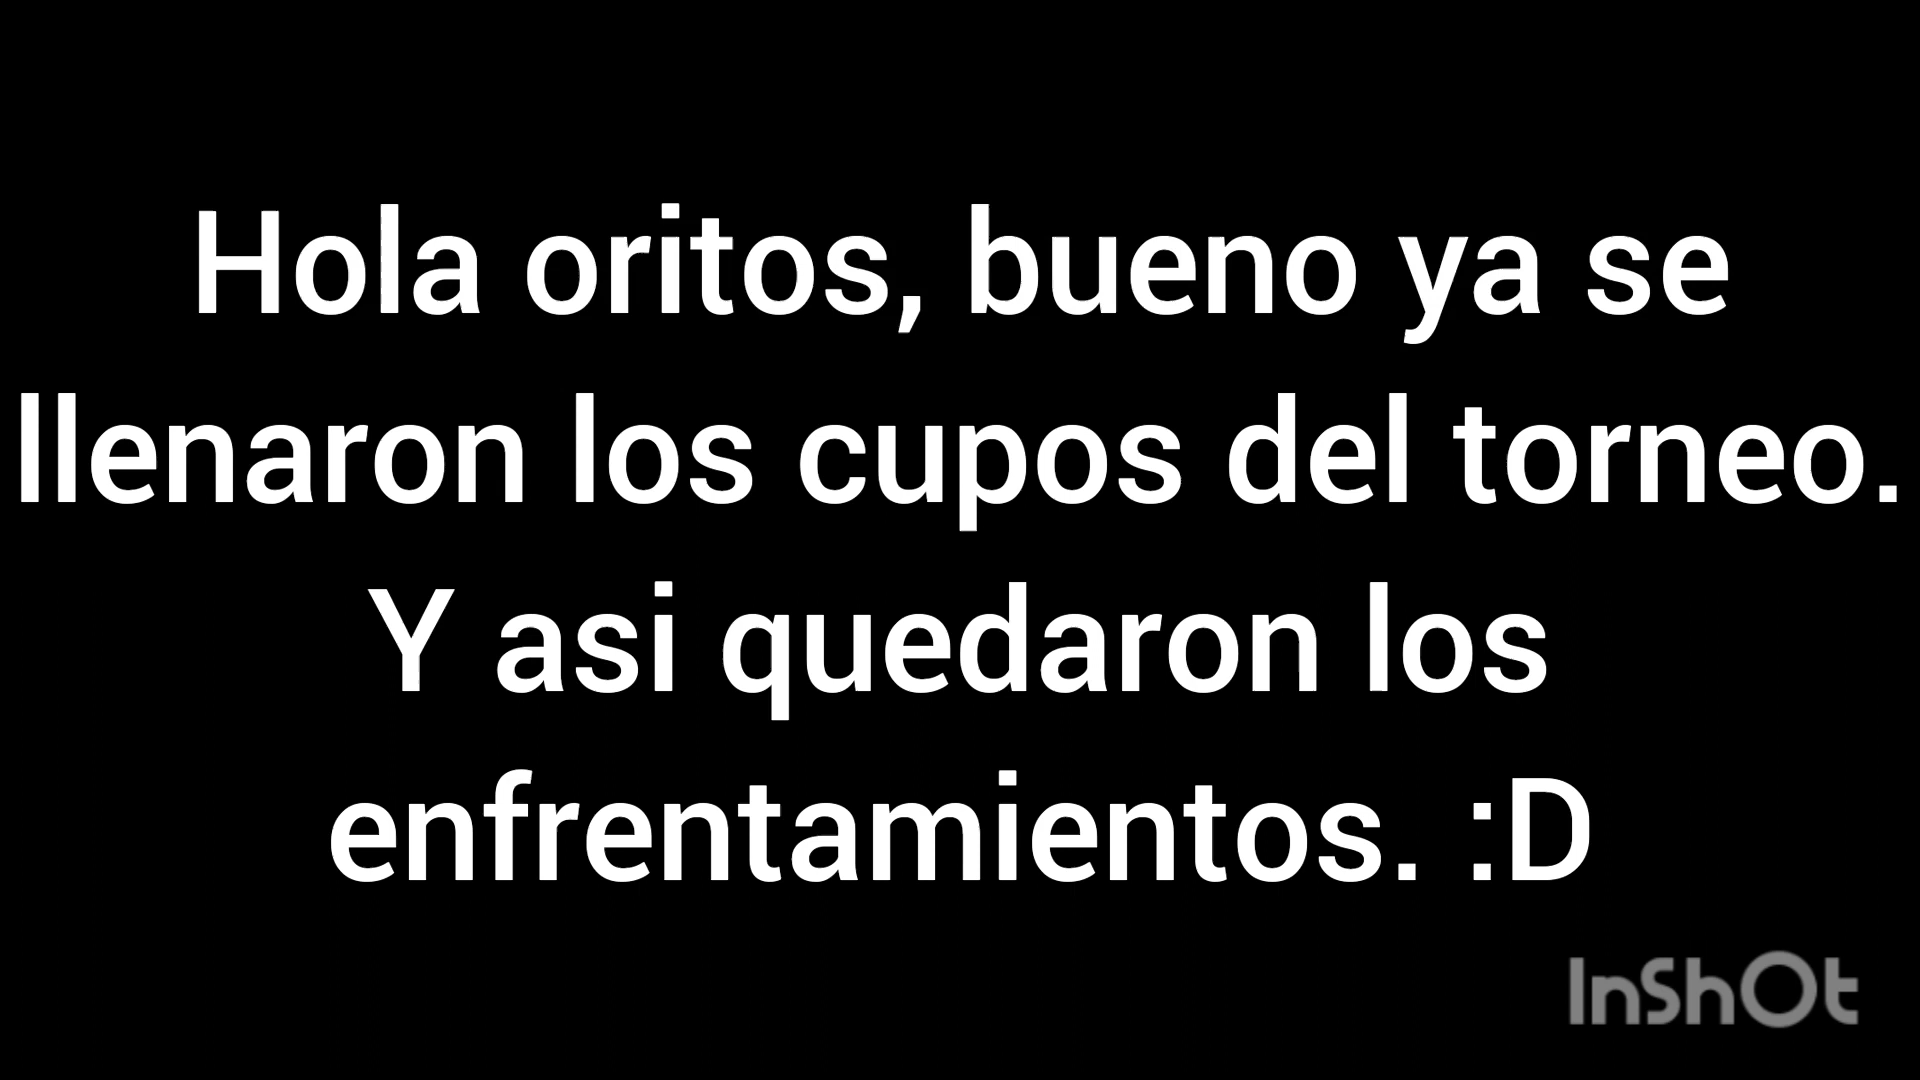 Hola oritos, bueno ya se
llenaron los cupos del torneo.
Y asi quedaron los
enfrentamientos. :D
InShOt